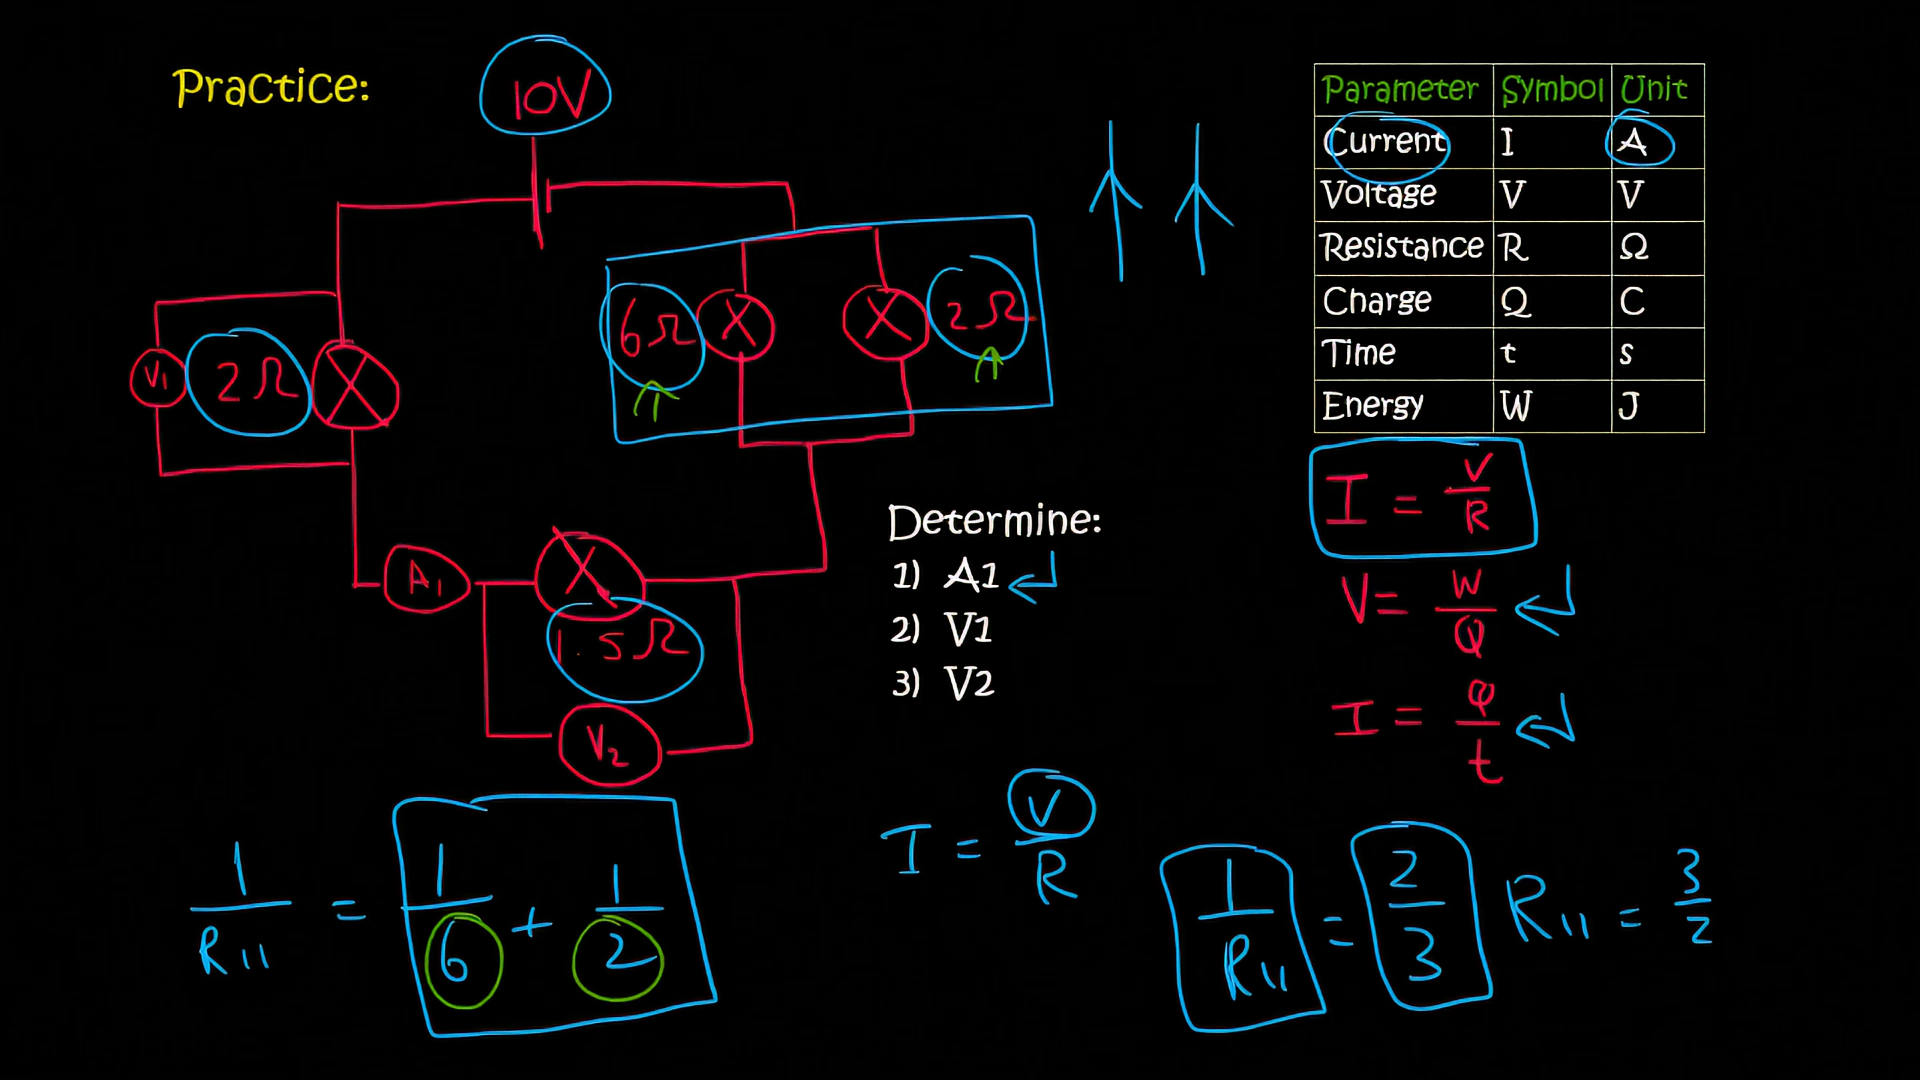 Practice:
10V
Parameter Symbol Unit
Current I A
Voltage V V
Resistance R Ω
Charge Q C
Time t s
Energy W J
6Ω X X 2Ω
V1 2Ω X
I = V/R
Determine:
1) A1
2) V1
3) V2
A1 X
1.5Ω
V2
V = W/Q
I = Q/t
1/R11 = 1/6 + 1/2
I = V/R
1/R11 = 2/3 R11 = 3/2